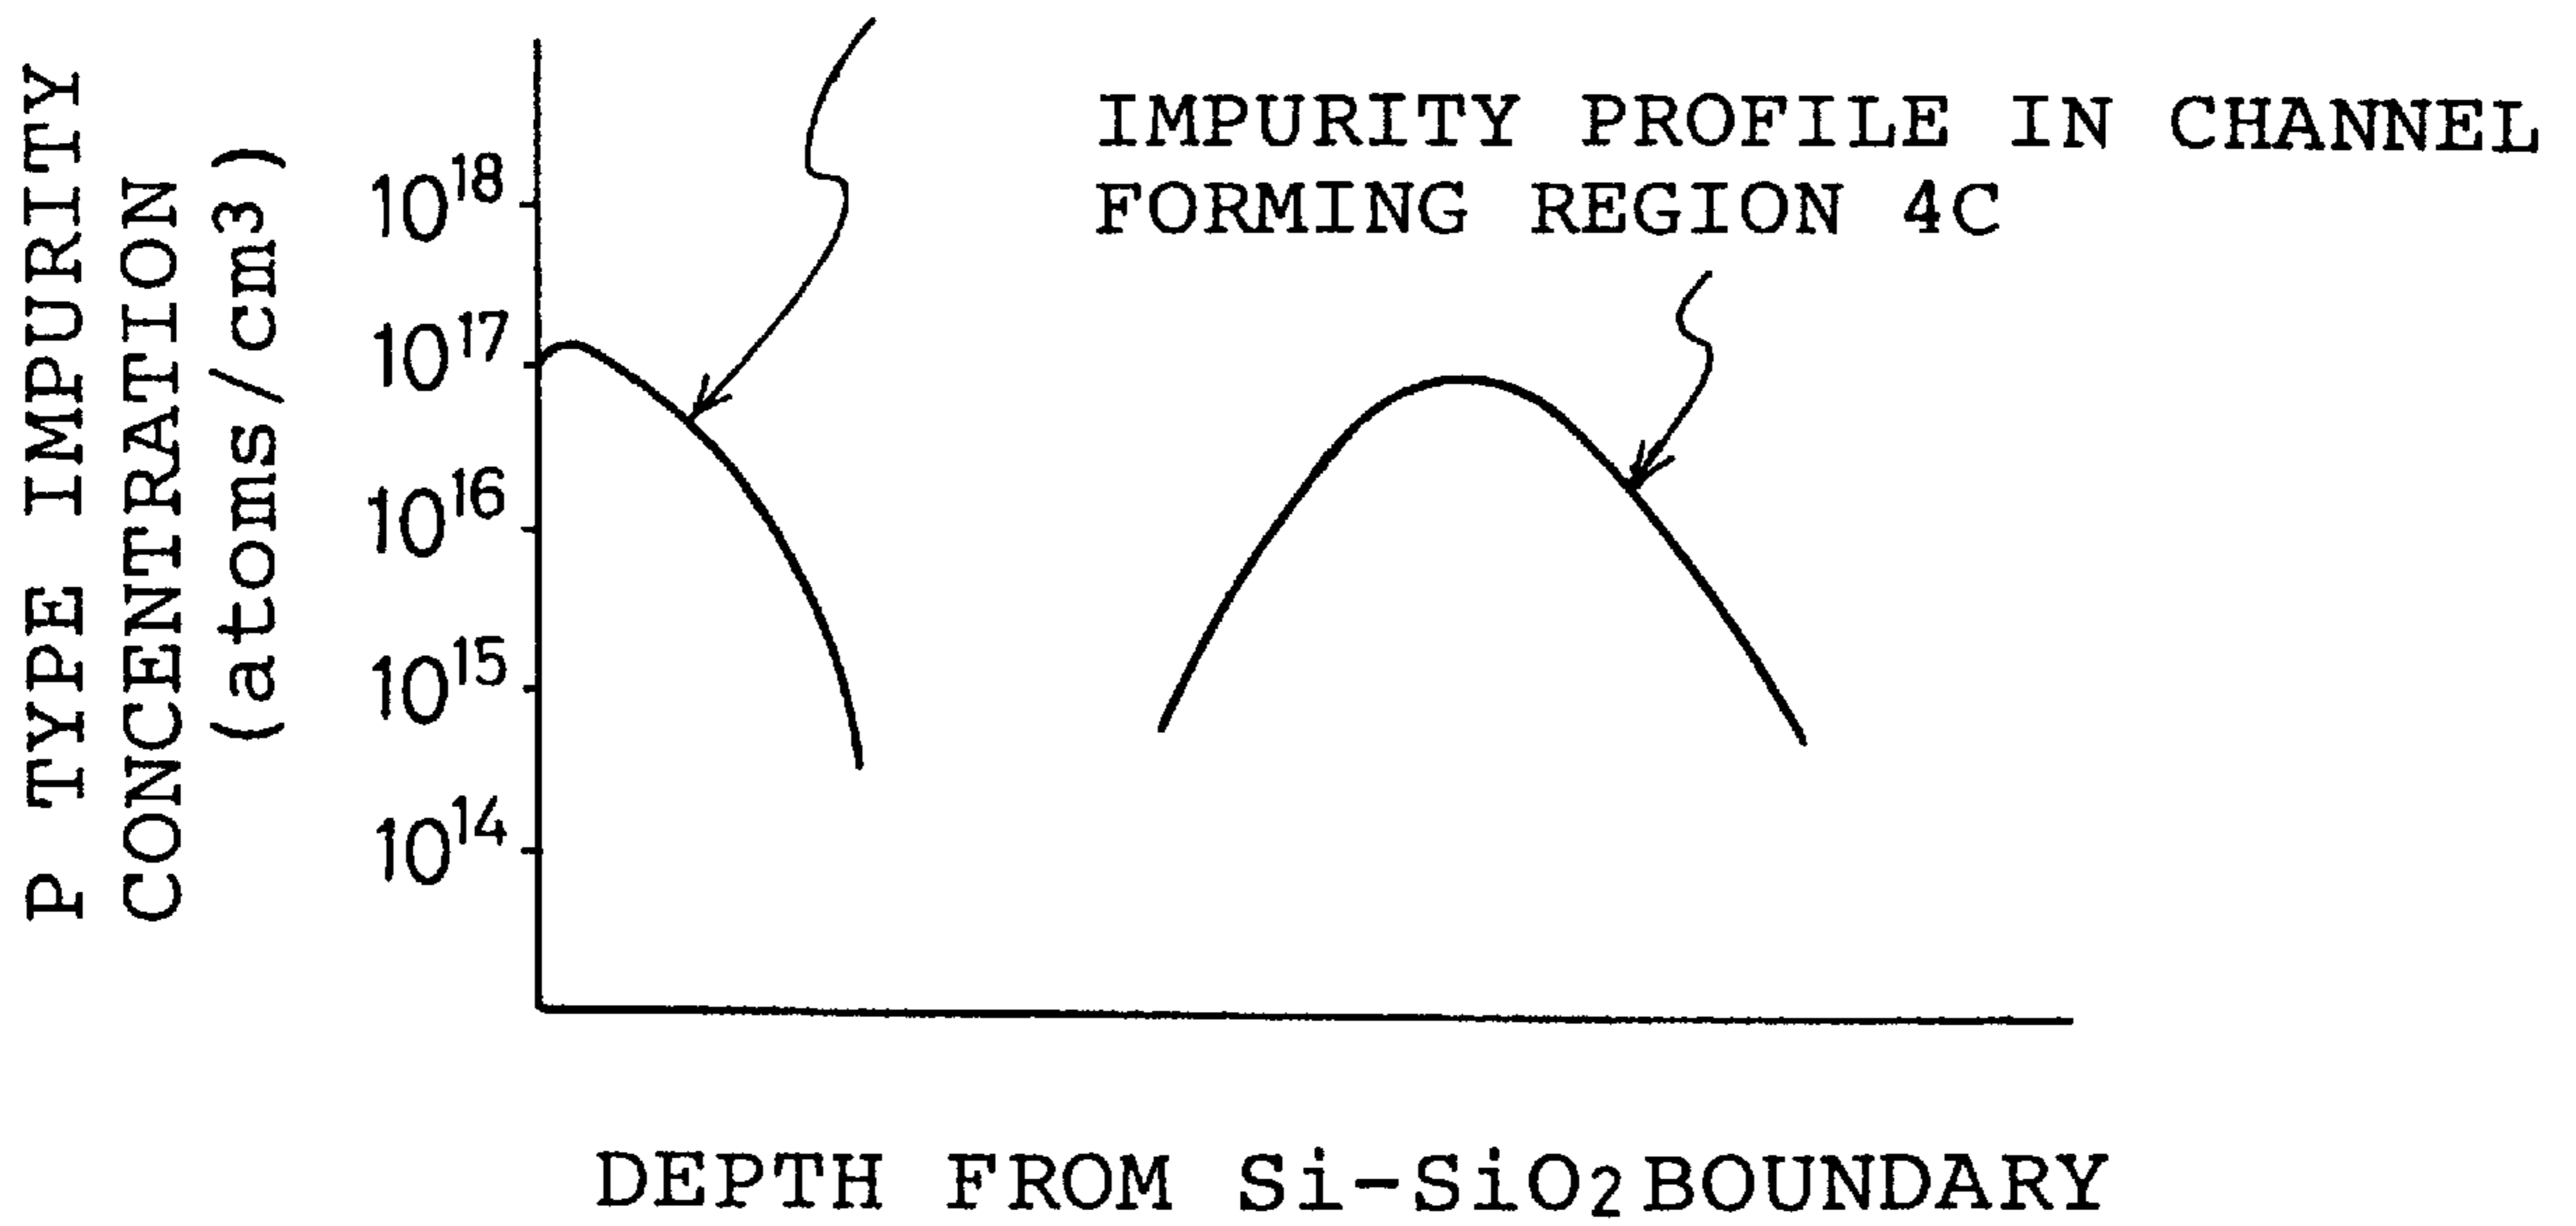 P TYPE IMPURITY
CONCENTRATION
(atoms/cm³)
10¹⁸
10¹⁷
10¹⁶
10¹⁵
10¹⁴
IMPURITY PROFILE IN CHANNEL
FORMING REGION 4C
DEPTH FROM Si-SiO₂ BOUNDARY